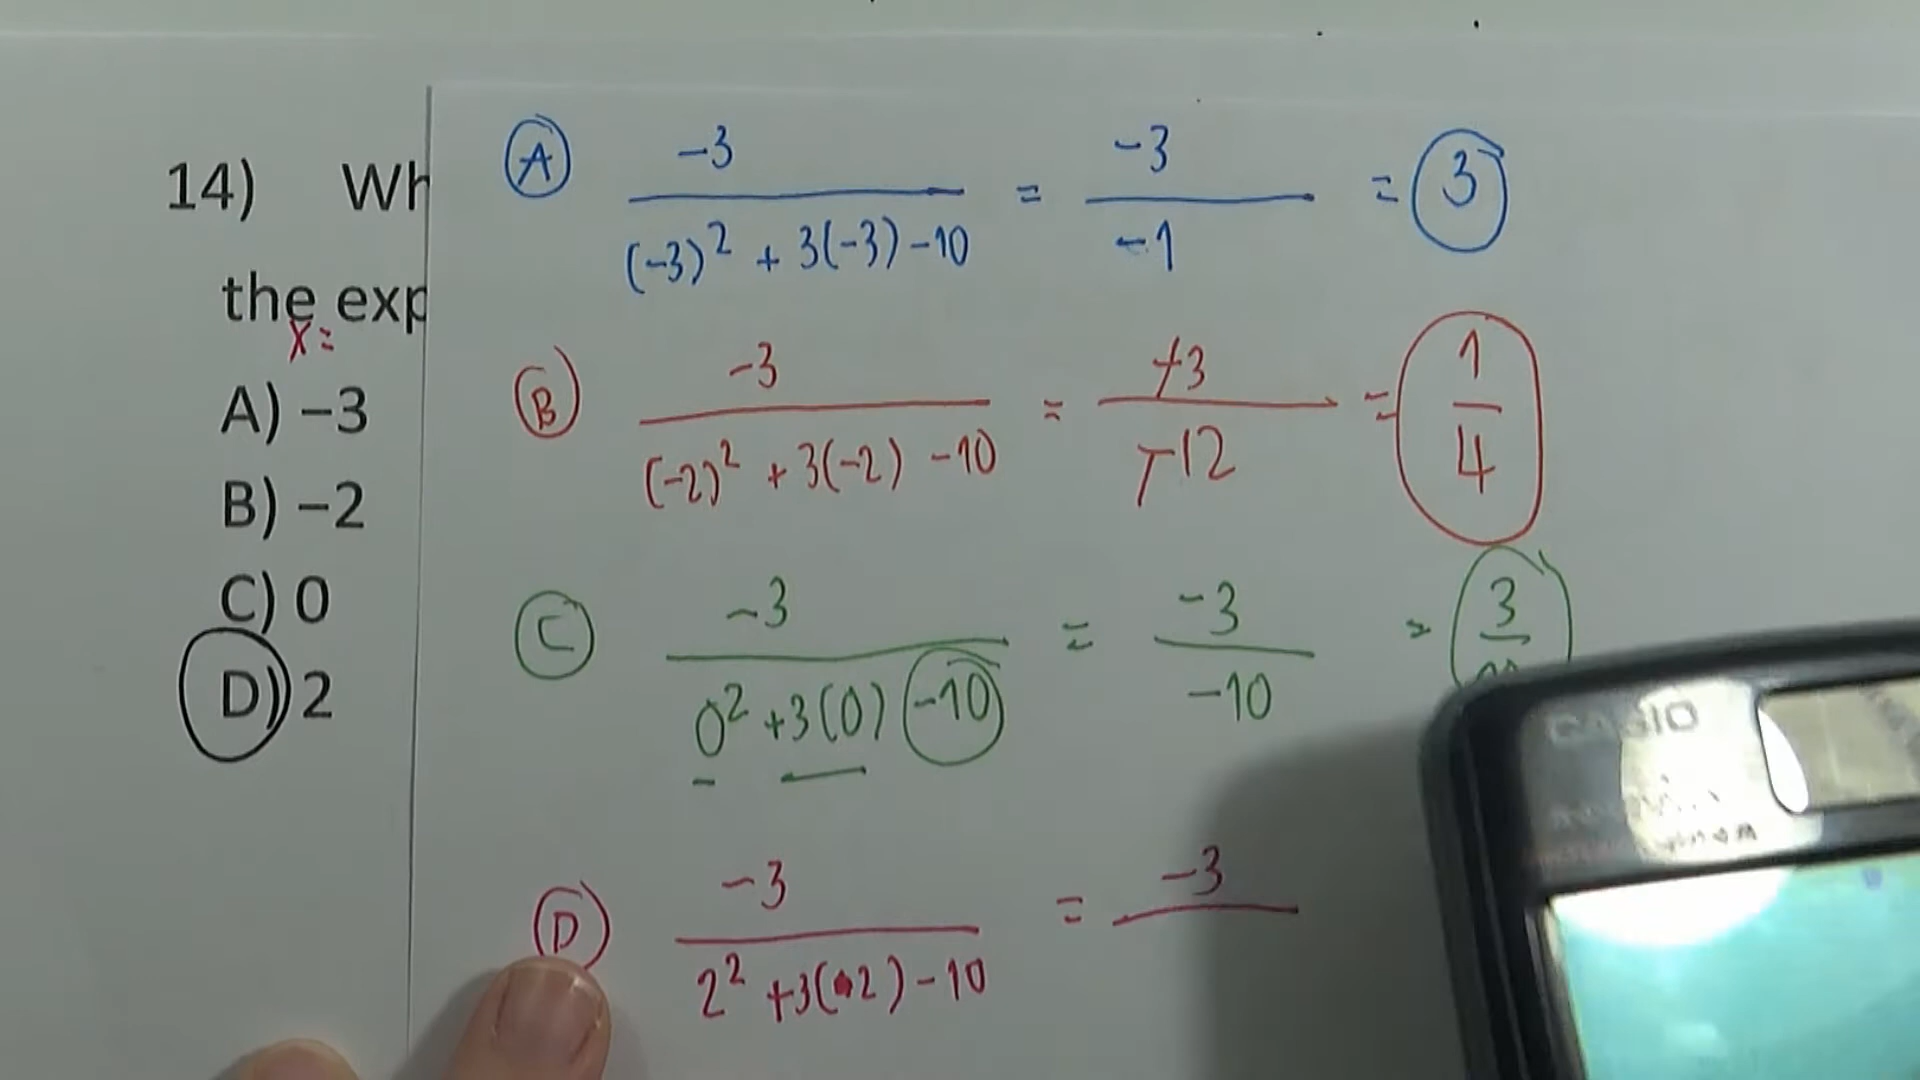 14) Wh
the exp
x=
A) −3
B) −2
C) 0
D) 2
A -3 / (-3)² + 3(-3) -10 = -3 / -1 = 3
B -3 / (-2)² + 3(-2) -10 = -3 / -12 = 1 / 4
C -3 / 0² +3(0) -10 = -3 / -10 = 3 /
D -3 / 2² +3(2) -10 = -3 /
CASIO